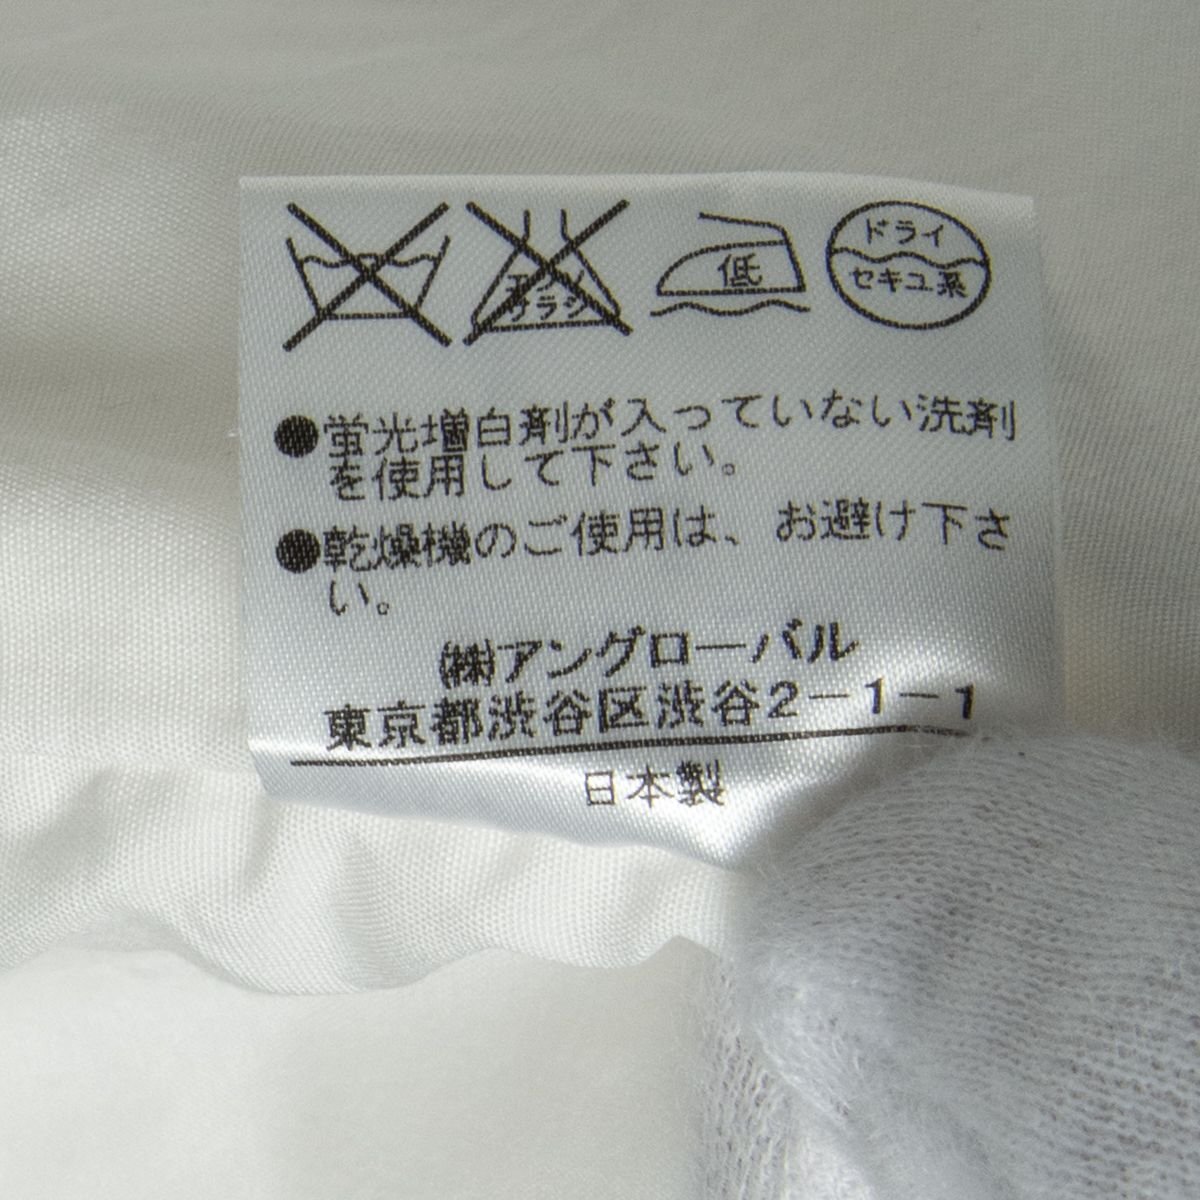 エンソ サラシ 低 ドライ
セキユ系
●蛍光増白剤が入っていない洗剤
を使用して下さい。
●乾燥機のご使用は、お避け下さ
い。
㈱アングローバル
東京都渋谷区渋谷2-1-1
日本製